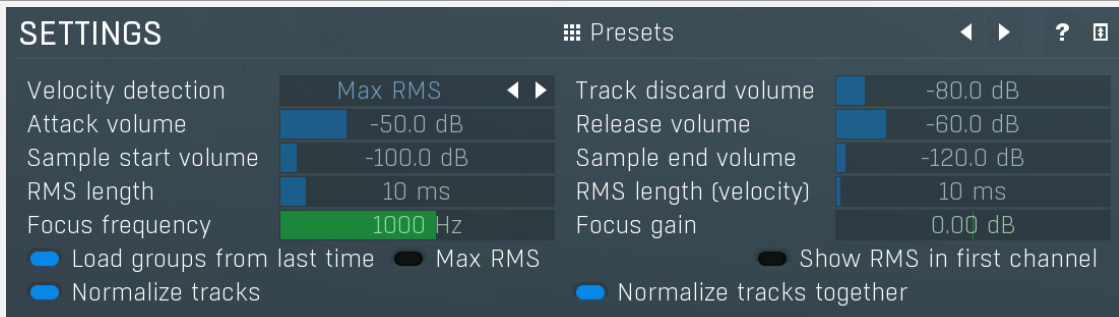 SETTINGS Presets ?
Velocity detection Max RMS Track discard volume -80.0 dB
Attack volume -50.0 dB Release volume -60.0 dB
Sample start volume -100.0 dB Sample end volume -120.0 dB
RMS length 10 ms RMS length (velocity) 10 ms
Focus frequency 1000 Hz Focus gain 0.00 dB
Load groups from last time Max RMS Show RMS in first channel
Normalize tracks Normalize tracks together